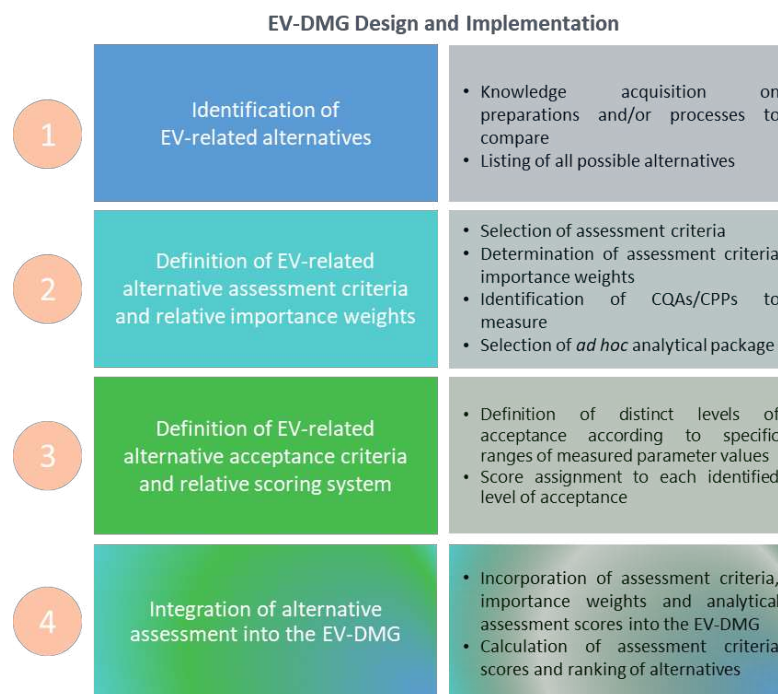 EV-DMG Design and Implementation
1
Identification of
EV-related alternatives
• Knowledge acquisition on
preparations and/or processes to
compare
• Listing of all possible alternatives
2
Definition of EV-related
alternative assessment criteria
and relative importance weights
• Selection of assessment criteria
• Determination of assessment criteria
importance weights
• Identification of CQAs/CPPs to
measure
• Selection of ad hoc analytical package
3
Definition of EV-related
alternative acceptance criteria
and relative scoring system
• Definition of distinct levels of
acceptance according to specific
ranges of measured parameter values
• Score assignment to each identified
level of acceptance
4
Integration of alternative
assessment into the EV-DMG
• Incorporation of assessment criteria,
importance weights and analytical
assessment scores into the EV-DMG
• Calculation of assessment criteria
scores and ranking of alternatives